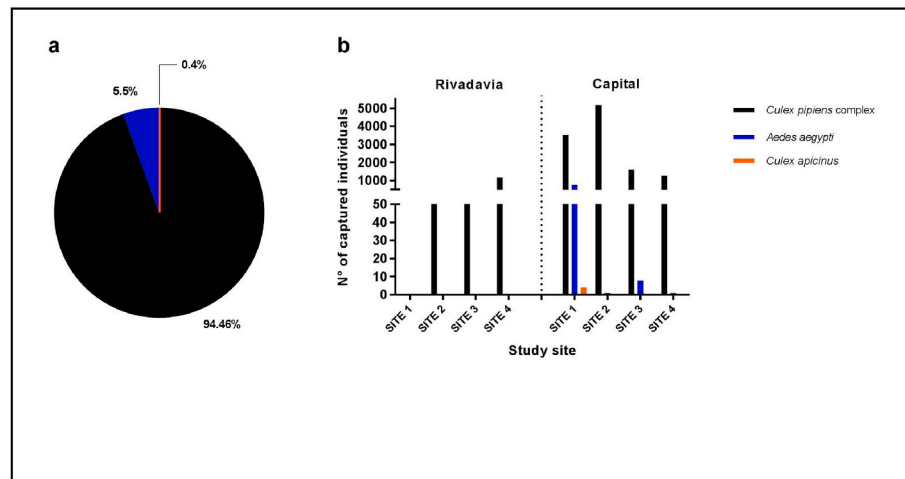 a
0.4%
5.5%
94.46%
b
Rivadavia
Capital
N° of captured individuals
5000
4000
3000
2000
1000
50
40
30
20
10
0
SITE 1
SITE 2
SITE 3
SITE 4
SITE 1
SITE 2
SITE 3
SITE 4
Study site
Culex pipiens complex
Aedes aegypti
Culex apicinus